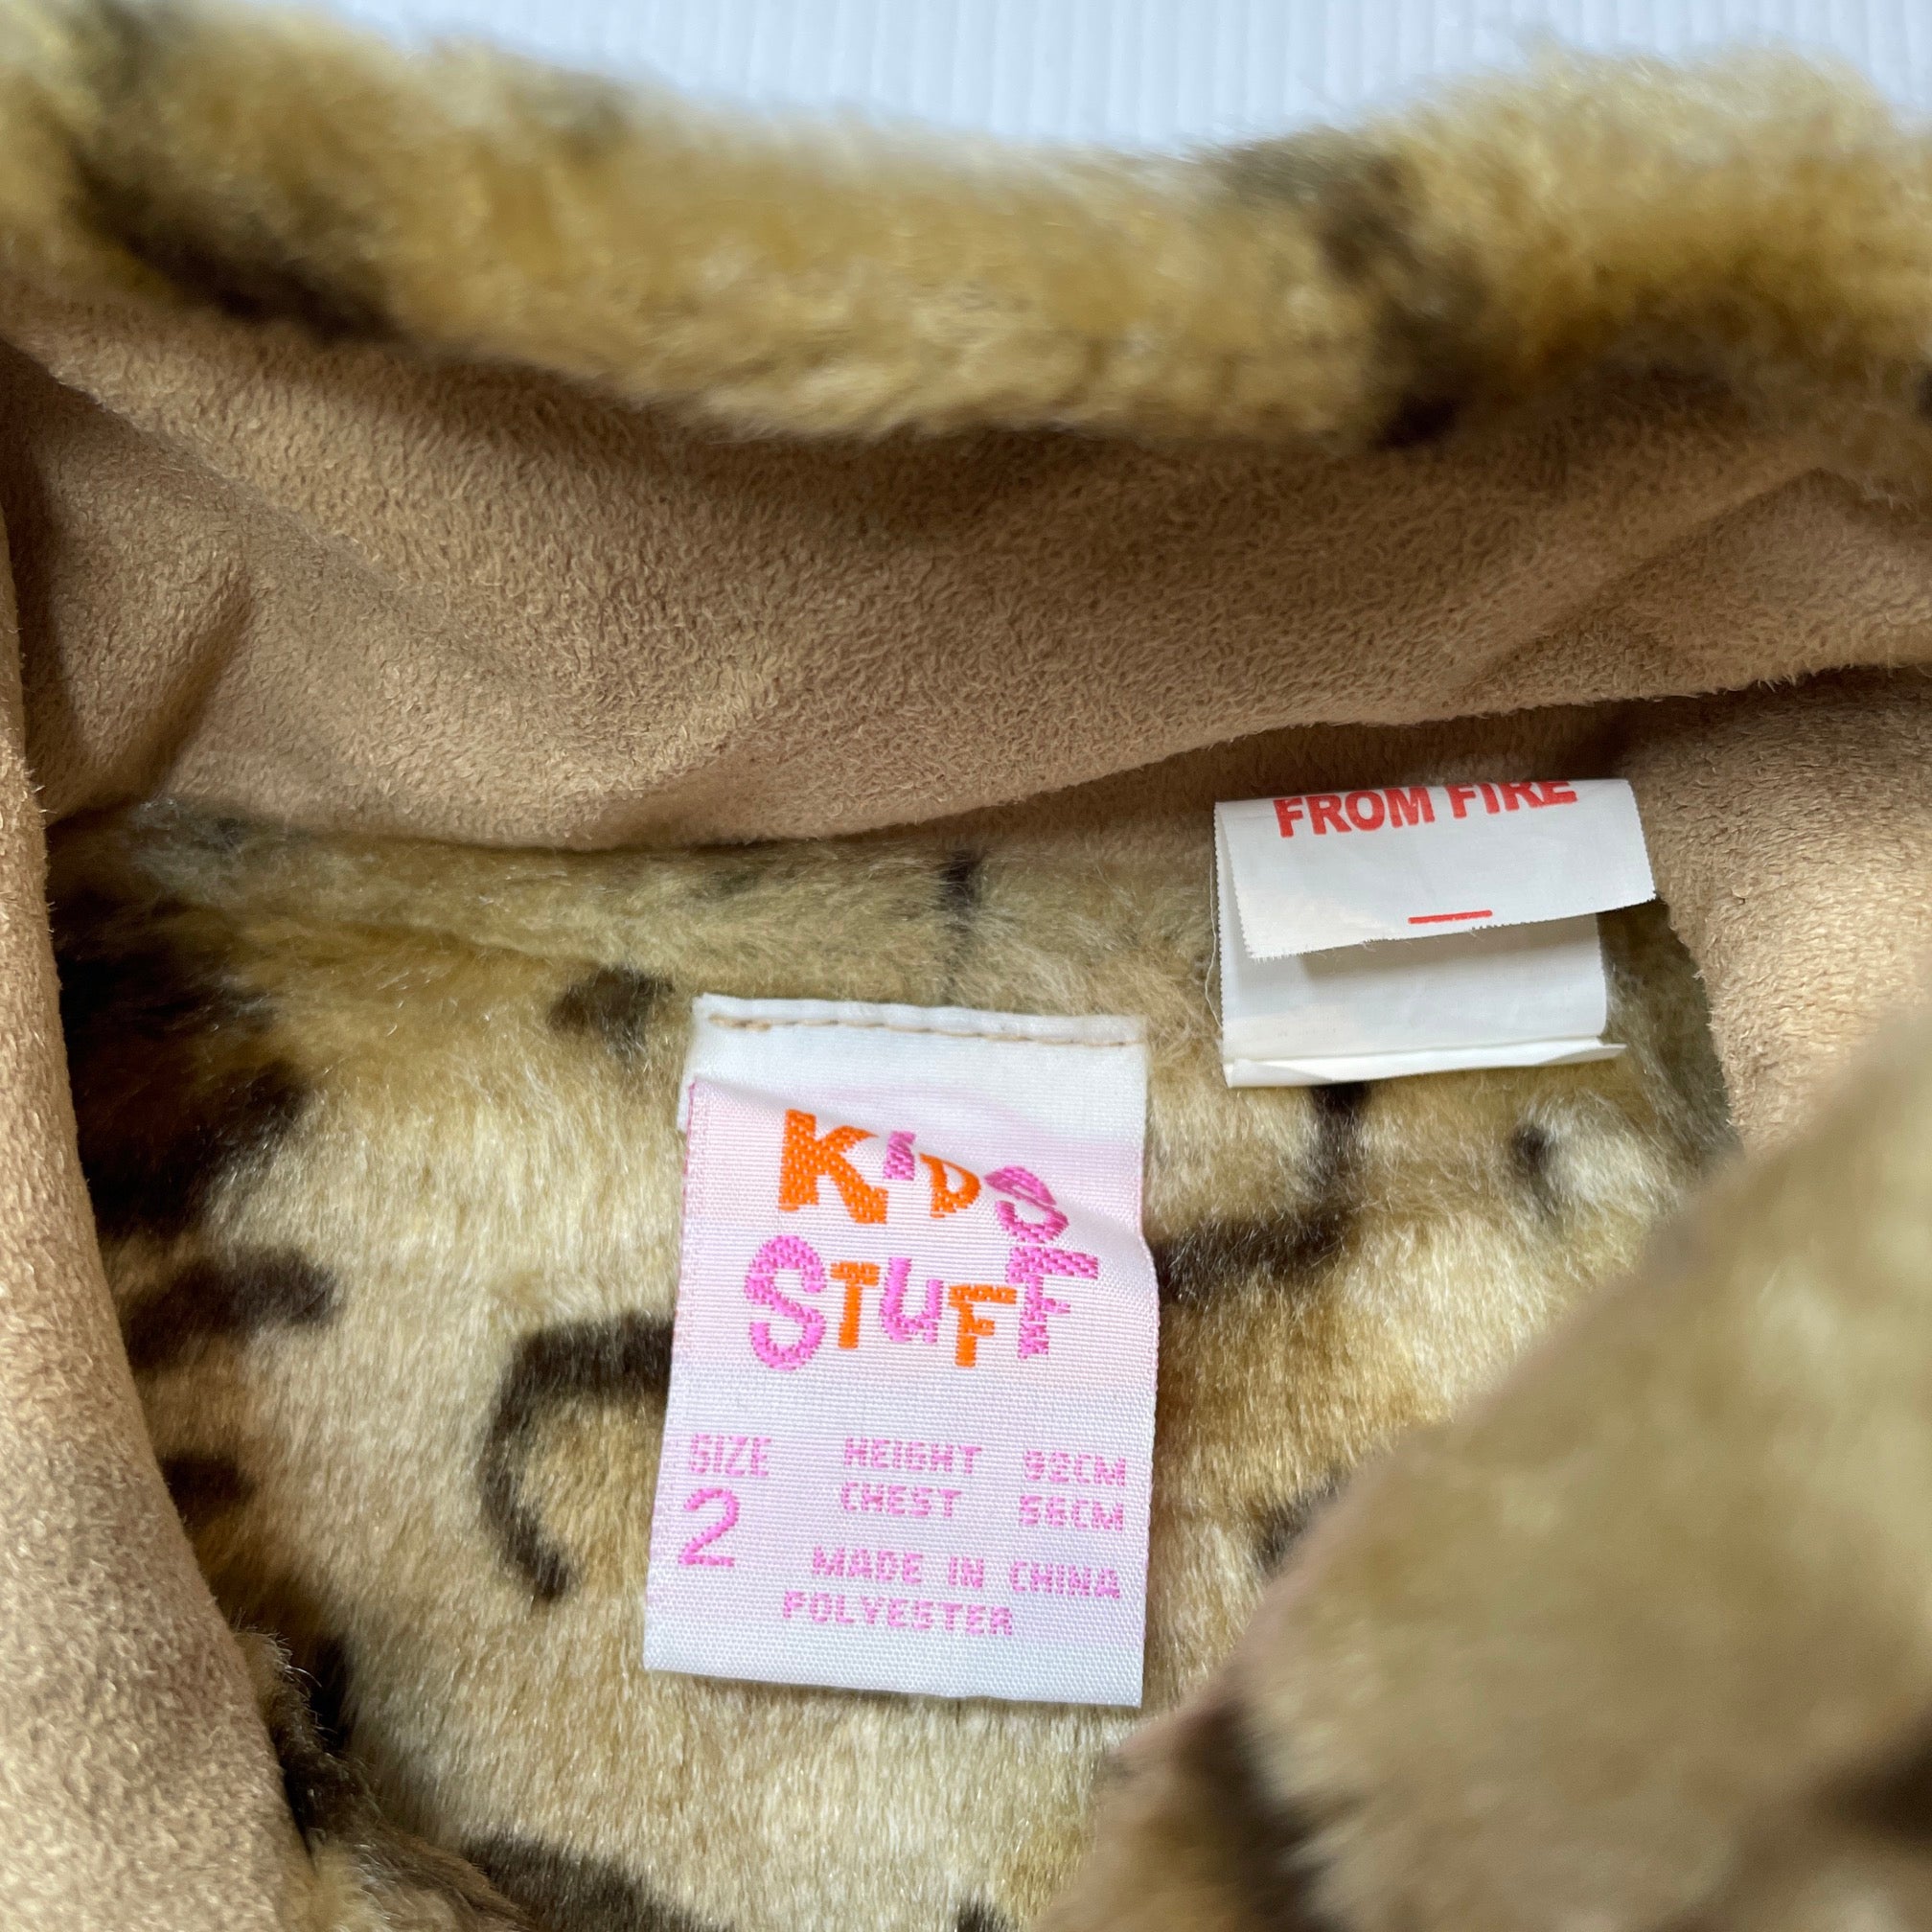 FROM FIRE
KIDS
STUFF
SIZE HEIGHT 92CM
2 CHEST 56CM
MADE IN CHINA
POLYESTER